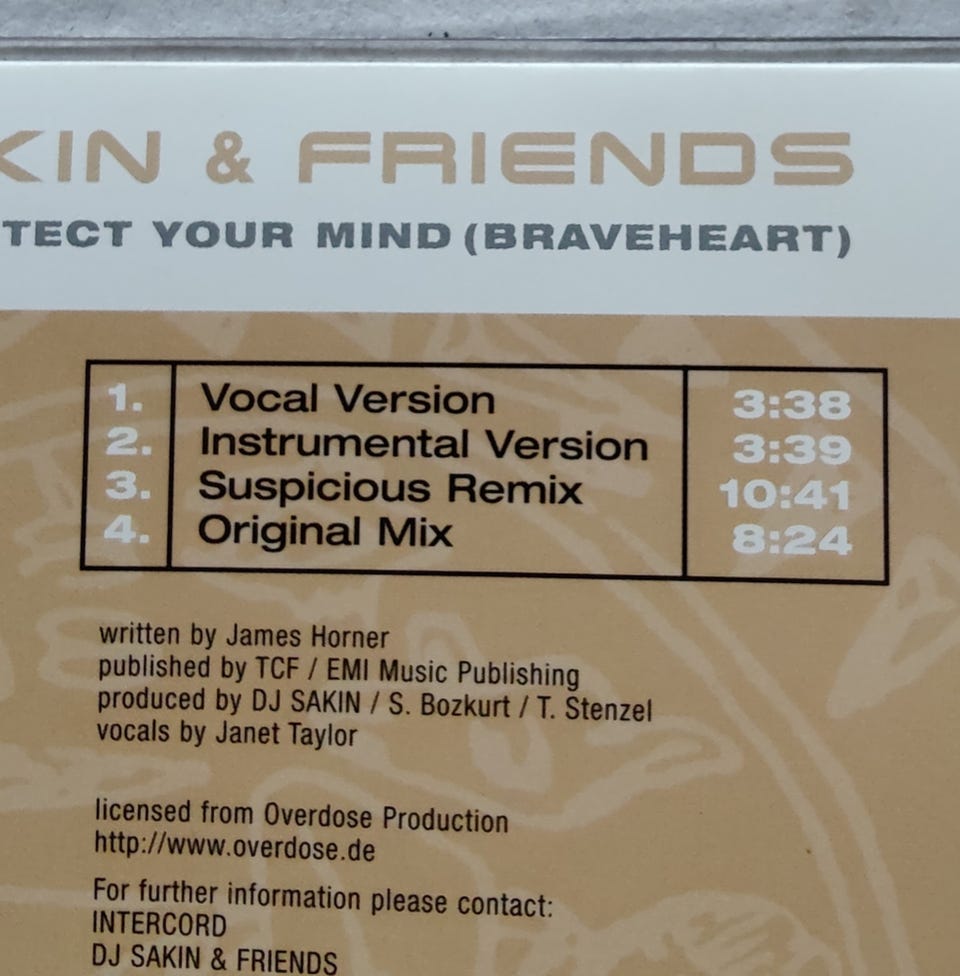 KIN & FRIENDS
TECT YOUR MIND (BRAVEHEART)
1. Vocal Version 3:38
2. Instrumental Version 3:39
3. Suspicious Remix 10:41
4. Original Mix 8:24
written by James Horner
published by TCF / EMI Music Publishing
produced by DJ SAKIN / S. Bozkurt / T. Stenzel
vocals by Janet Taylor
licensed from Overdose Production
http://www.overdose.de
For further information please contact:
INTERCORD
DJ SAKIN & FRIENDS